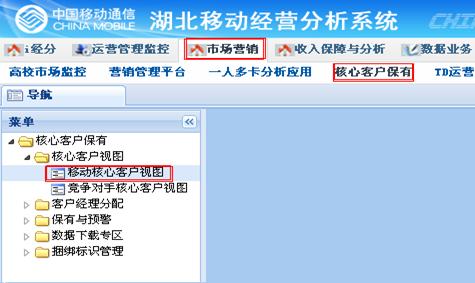 中国移动通信
CHINA MOBILE
湖北移动经营分析系统
i经分 运营管理监控 市场营销 收入保障与分析 数据业务
高校市场监控 营销管理平台 一人多卡分析应用 核心客户保有 TD运营
导航
菜单
核心客户保有
核心客户视图
移动核心客户视图
竞争对手核心客户视图
客户经理分配
保有与预警
数据下载专区
捆绑标识管理